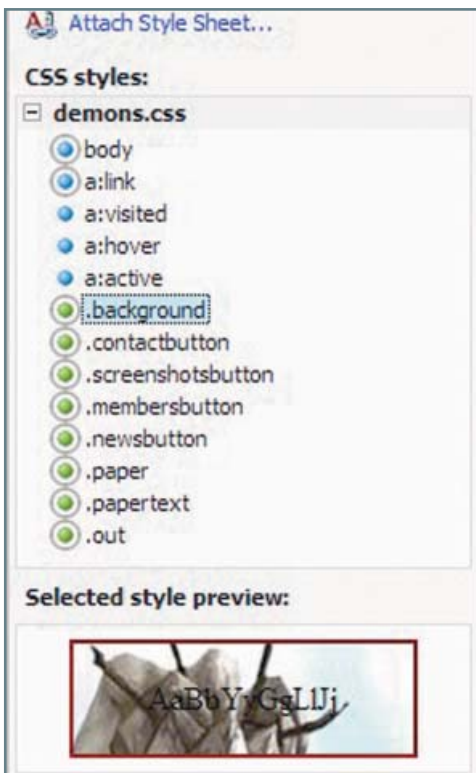 Attach Style Sheet...
CSS styles:
demons.css
body
a:link
a:visited
a:hover
a:active
.background
.contactbutton
.screenshotsbutton
.membersbutton
.newsbutton
.paper
.papertext
.out
Selected style preview:
AaBbYyGgLlJj